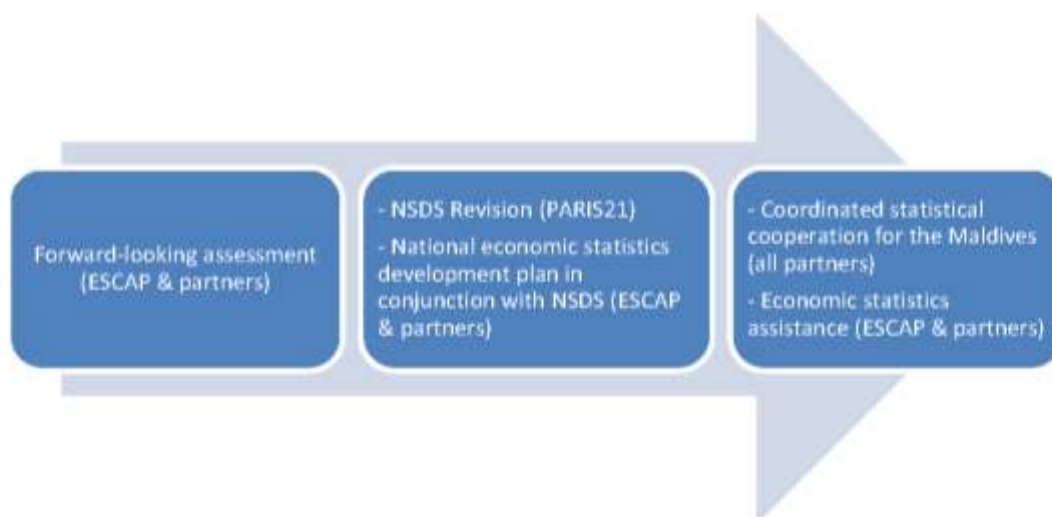 Forward-looking assessment
(ESCAP & partners)
- NSDS Revision (PARIS21)
- National economic statistics
development plan in
conjunction with NSDS (ESCAP
& partners)
- Coordinated statistical
cooperation for the Maldives
(all partners)
- Economic statistics
assistance (ESCAP & partners)